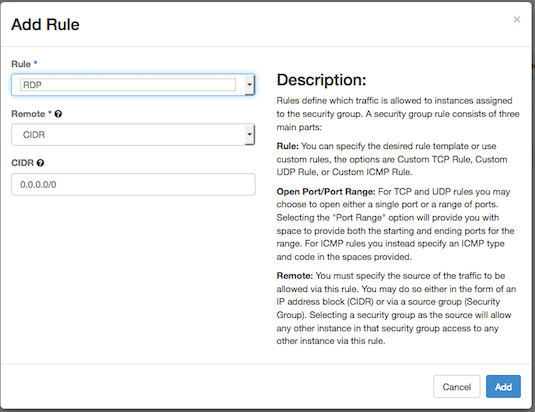 Add Rule
×
Rule *
RDP
Remote *
CIDR
CIDR
0.0.0.0/0
Description:
Rules define which traffic is allowed to instances assigned
to the security group. A security group rule consists of three
main parts:
Rule: You can specify the desired rule template or use
custom rules, the options are Custom TCP Rule, Custom
UDP Rule, or Custom ICMP Rule.
Open Port/Port Range: For TCP and UDP rules you may
choose to open either a single port or a range of ports.
Selecting the "Port Range" option will provide you with
space to provide both the starting and ending ports for the
range. For ICMP rules you instead specify an ICMP type
and code in the spaces provided.
Remote: You must specify the source of the traffic to be
allowed via this rule. You may do so either in the form of an
IP address block (CIDR) or via a source group (Security
Group). Selecting a security group as the source will allow
any other instance in that security group access to any
other instance via this rule.
Cancel
Add